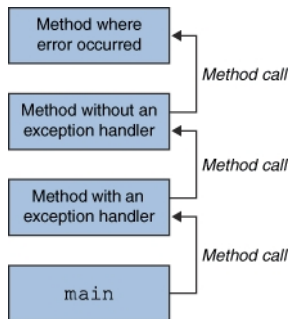 Method where
error occurred
Method call
Method without an
exception handler
Method call
Method with an
exception handler
Method call
main